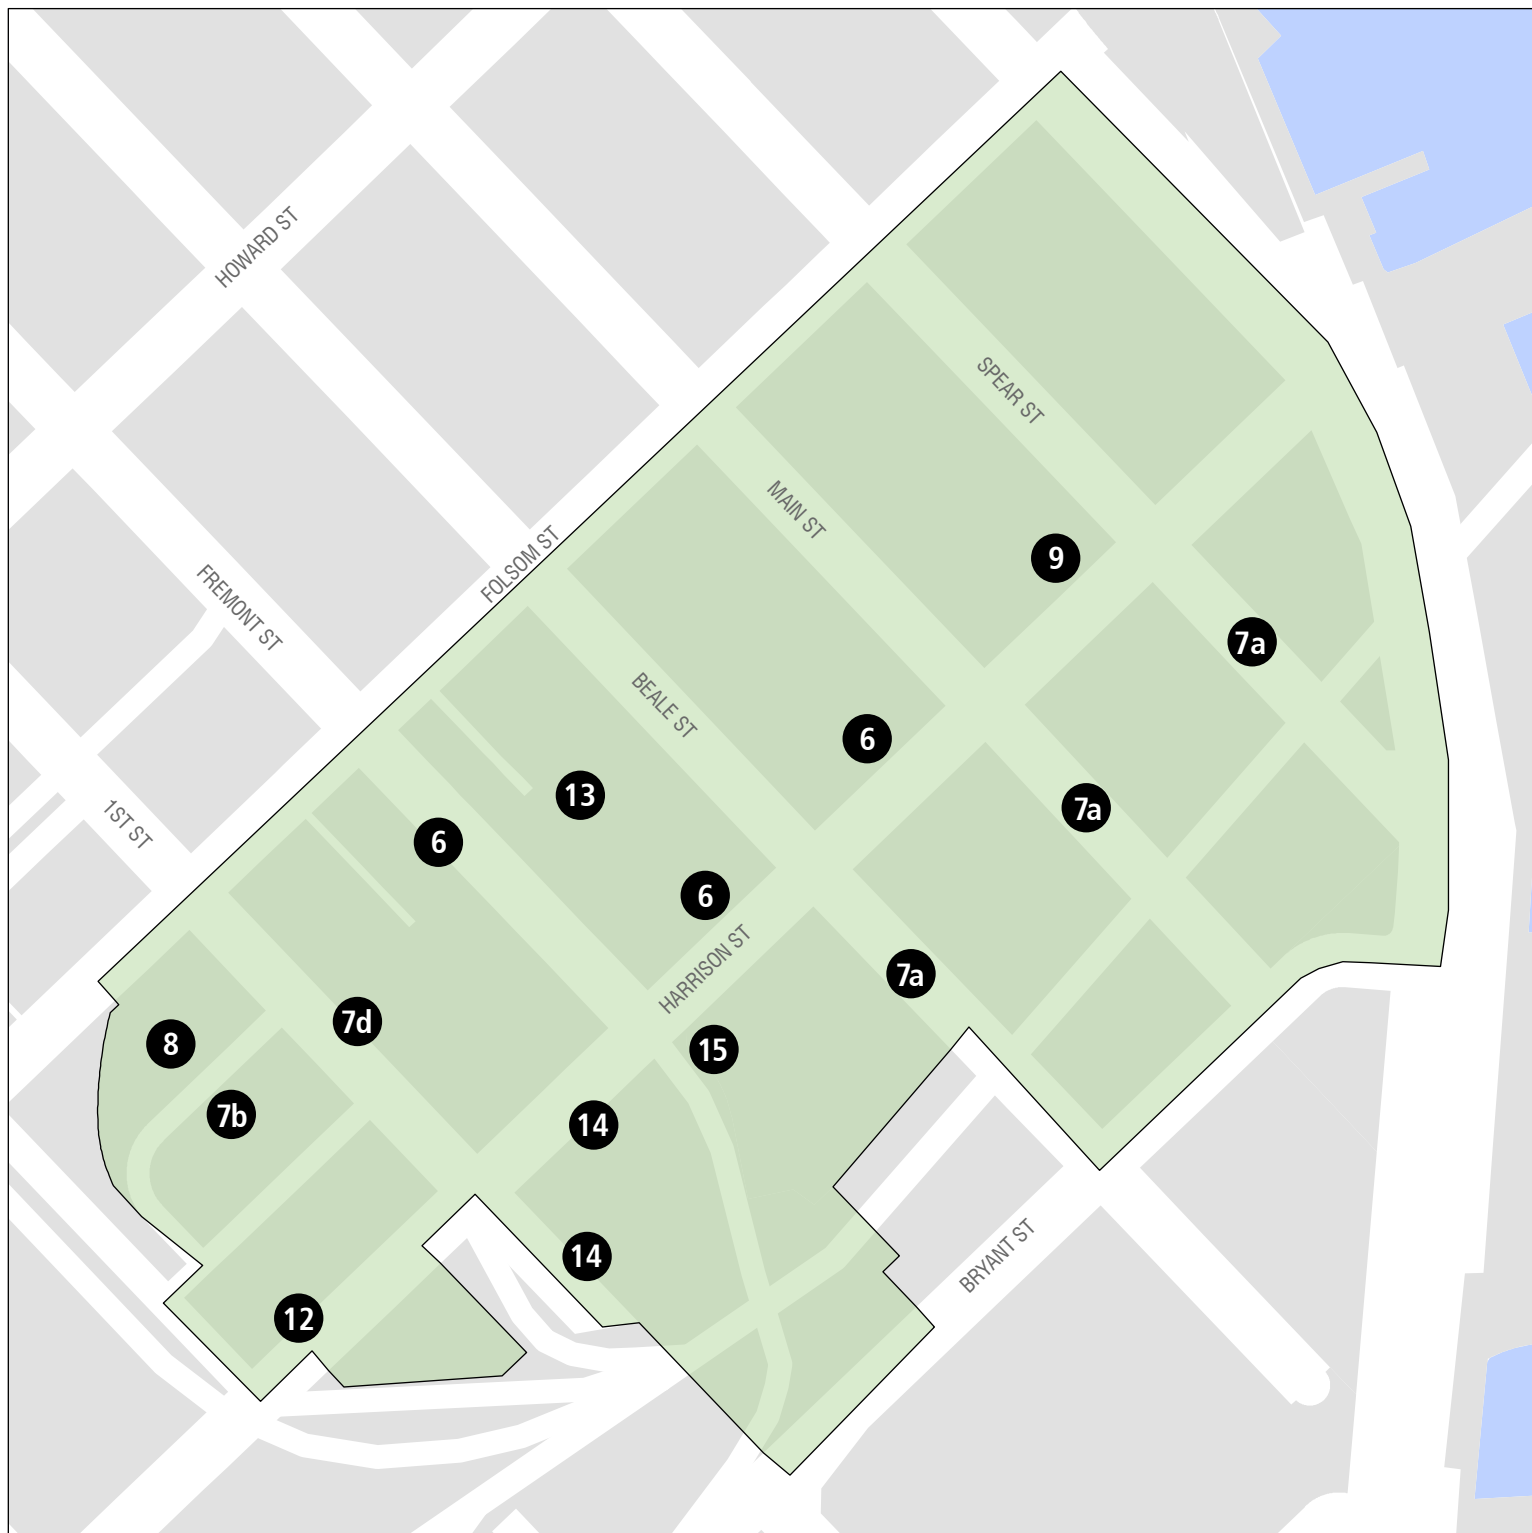 HOWARD ST
SPEAR ST
MAIN ST
FOLSOM ST
9
FREMONT ST
7a
BEALE ST
6
13
7a
1ST ST
6
6
HARRISON ST
7a
7d
8
15
7b
14
BRYANT ST
14
12